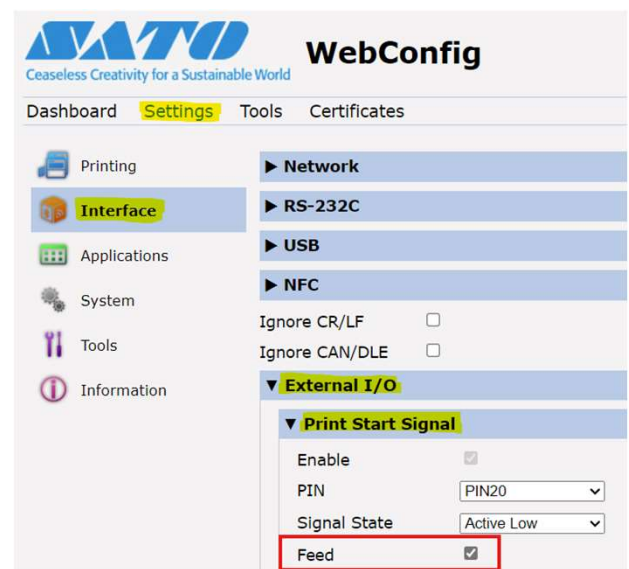 SATO
WebConfig
Ceaseless Creativity for a Sustainable World
Dashboard Settings Tools Certificates
Printing
Interface
Applications
System
Tools
Information
▶ Network
▶ RS-232C
▶ USB
▶ NFC
Ignore CR/LF
Ignore CAN/DLE
▼ External I/O
▼ Print Start Signal
Enable
PIN PIN20
Signal State Active Low
Feed